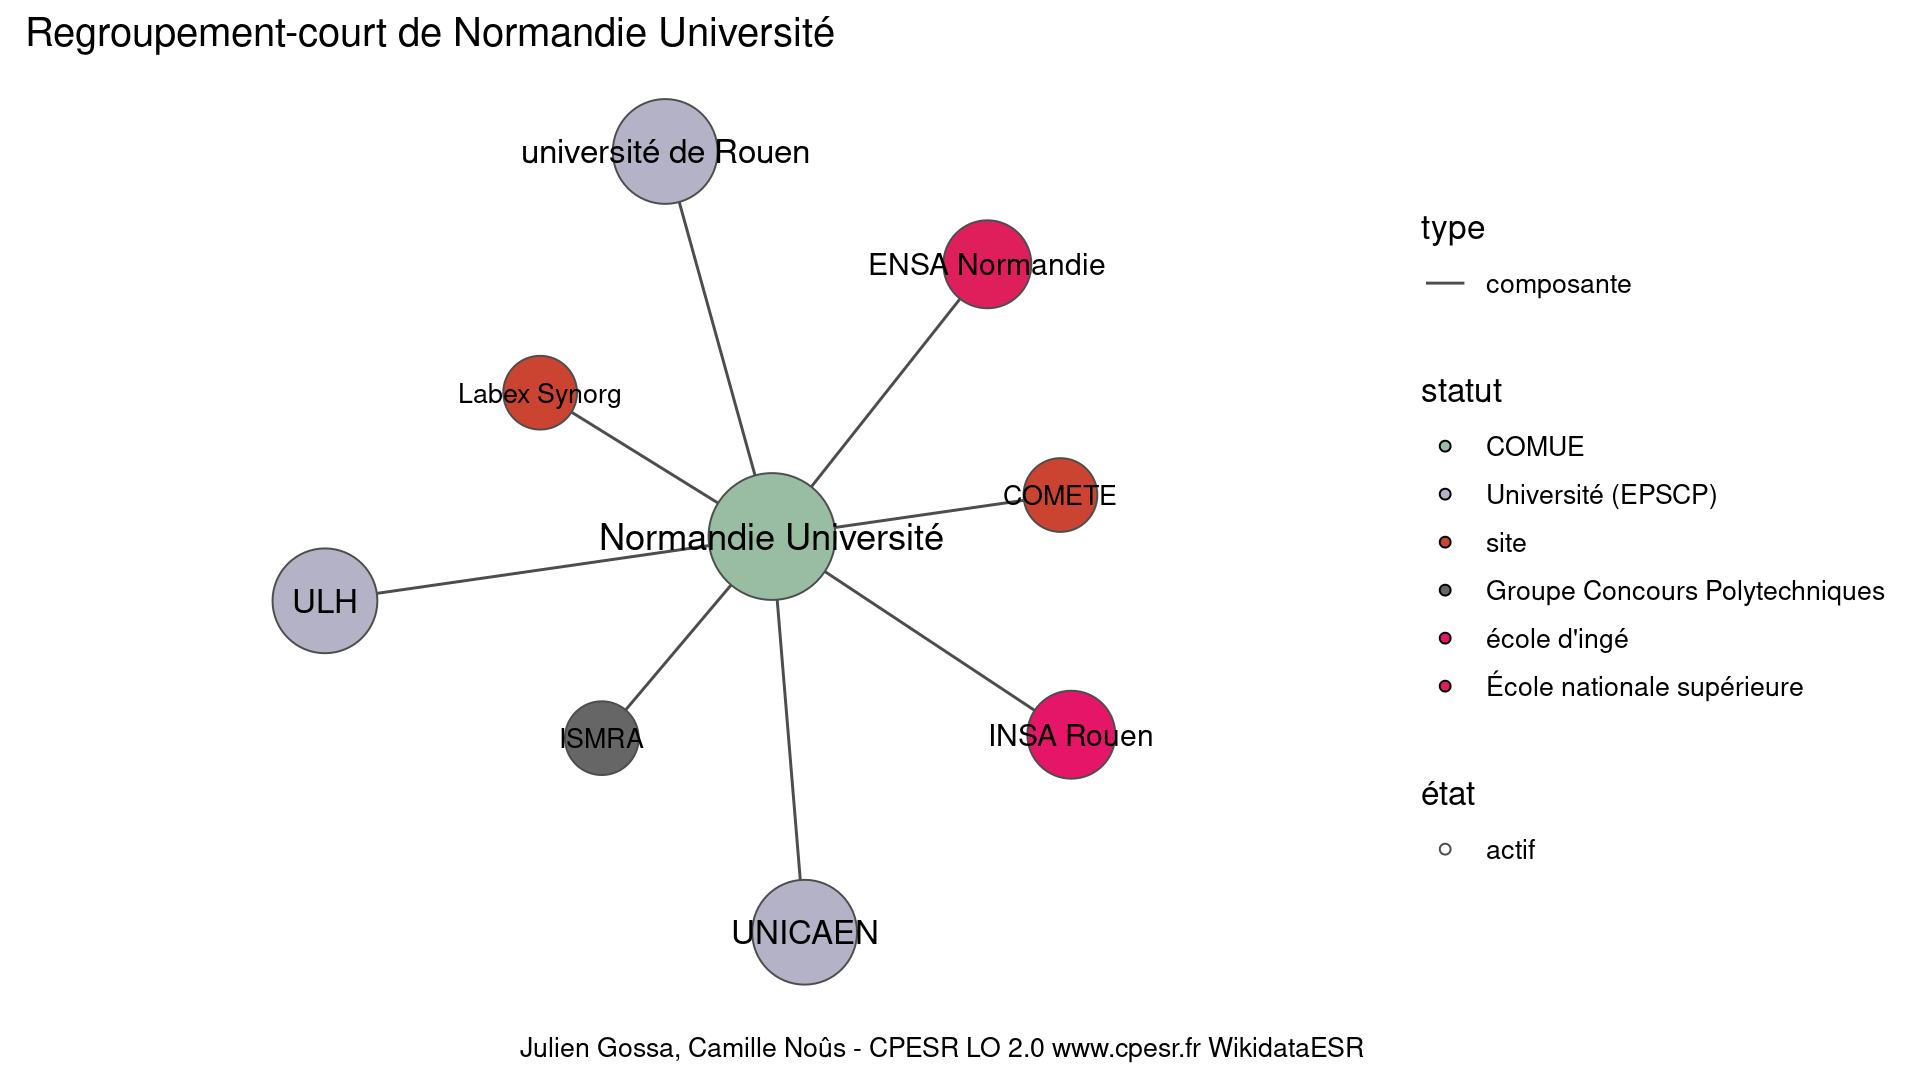 Regroupement-court de Normandie Université
université de Rouen
ENSA Normandie
Labex Synorg
COMETE
Normandie Université
ULH
ISMRA
INSA Rouen
UNICAEN
type
composante
statut
COMUE
Université (EPSCP)
site
Groupe Concours Polytechniques
école d'ingé
École nationale supérieure
état
actif
Julien Gossa, Camille Noûs - CPESR LO 2.0 www.cpesr.fr WikidataESR